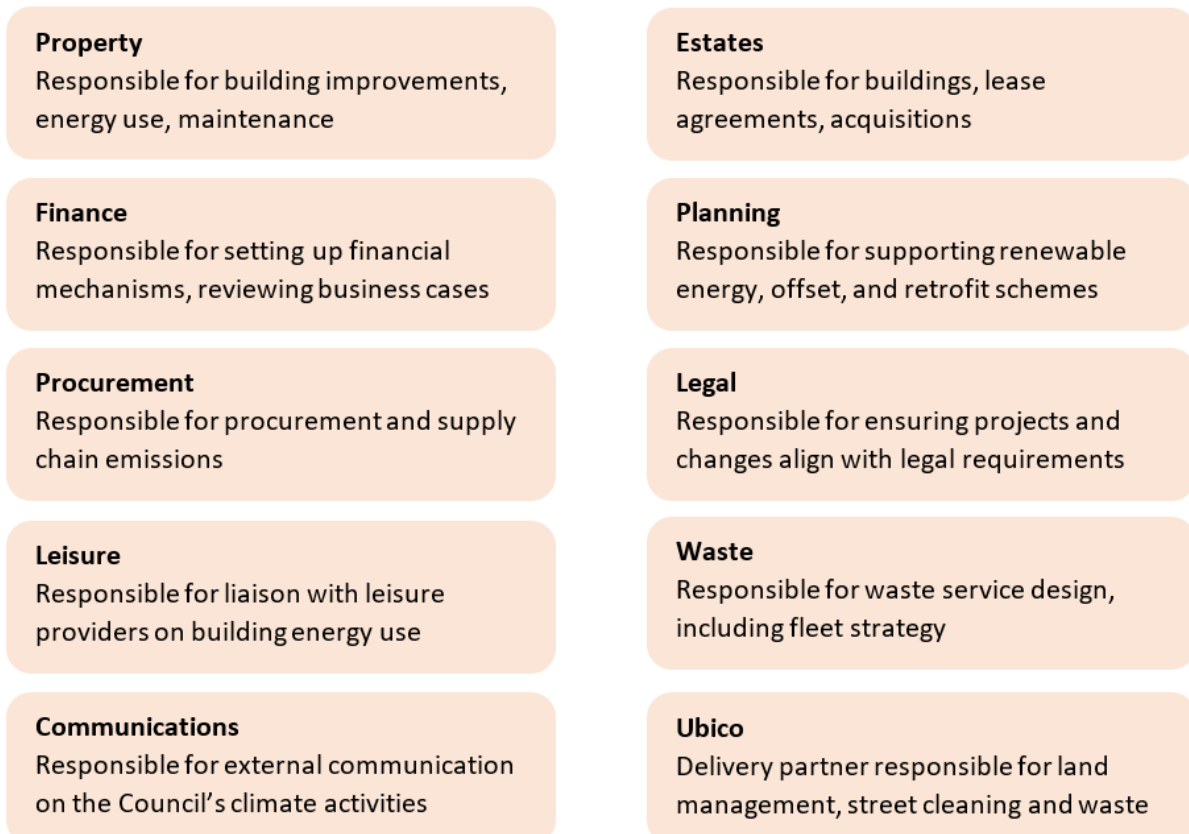 Property
Responsible for building improvements,
energy use, maintenance
Estates
Responsible for buildings, lease
agreements, acquisitions
Finance
Responsible for setting up financial
mechanisms, reviewing business cases
Planning
Responsible for supporting renewable
energy, offset, and retrofit schemes
Procurement
Responsible for procurement and supply
chain emissions
Legal
Responsible for ensuring projects and
changes align with legal requirements
Leisure
Responsible for liaison with leisure
providers on building energy use
Waste
Responsible for waste service design,
including fleet strategy
Communications
Responsible for external communication
on the Council's climate activities
Ubico
Delivery partner responsible for land
management, street cleaning and waste